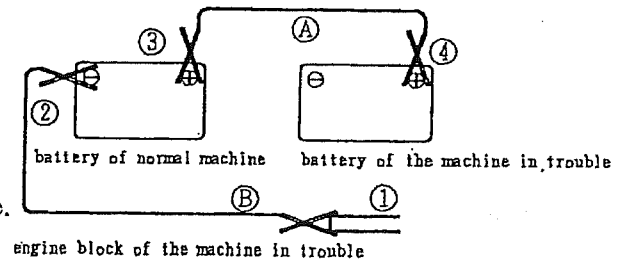 Ⓐ
③
④
⊖
⊕
⊖
⊕
②
battery of normal machine
battery of the machine in trouble
Ⓑ
①
e.
engine block of the machine in trouble